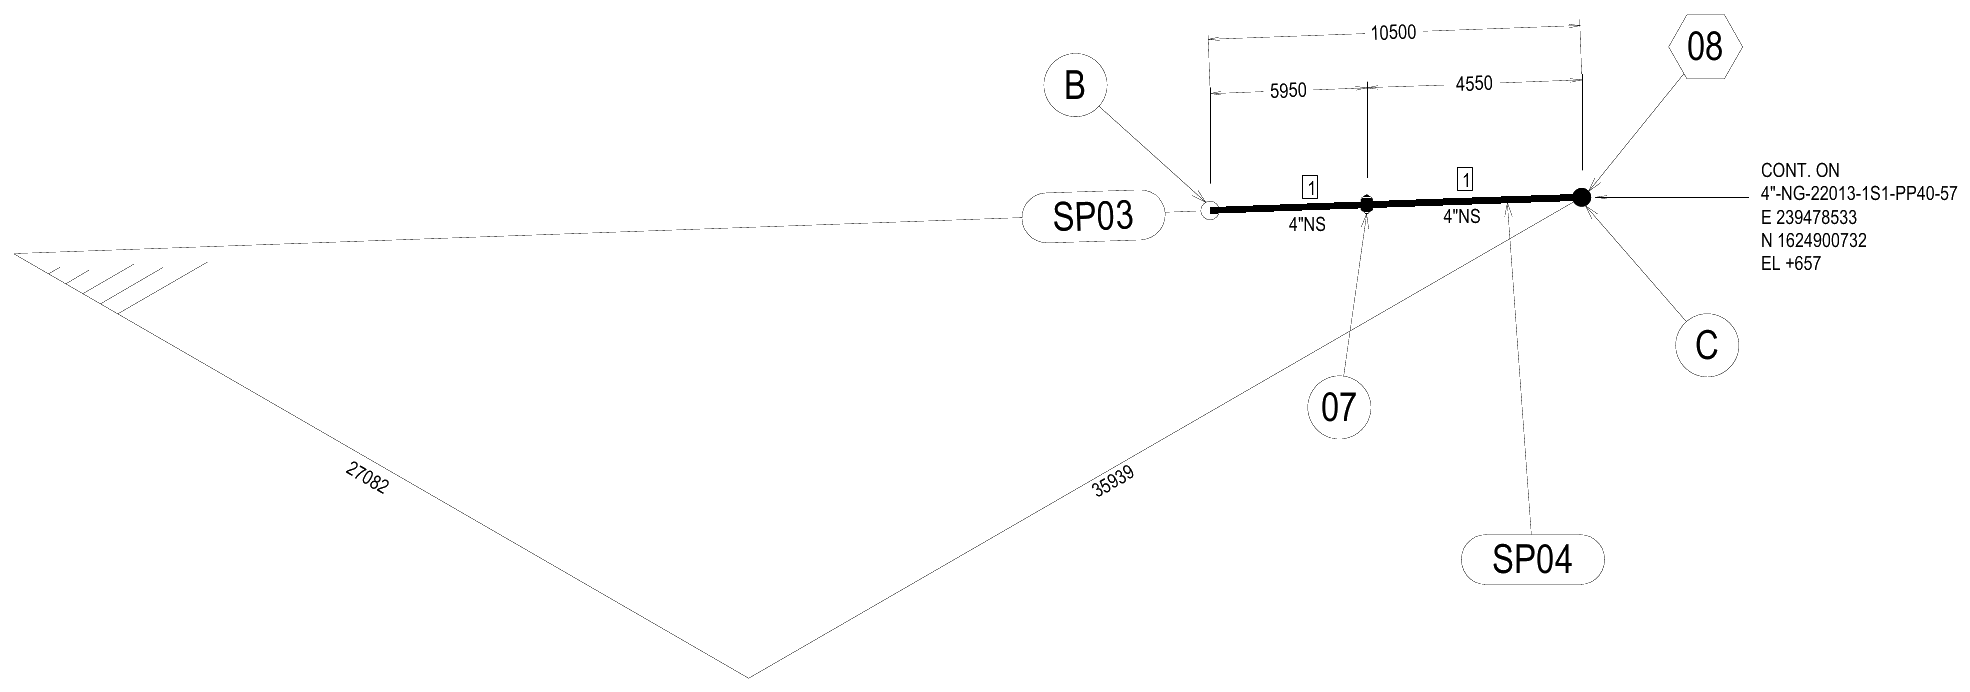 10500
08
B
5950
4550
CONT. ON
4"-NG-22013-1S1-PP40-57
E 239478533
N 1624900732
EL +657
1
1
SP03
4"NS
4"NS
C
07
27082
35939
SP04